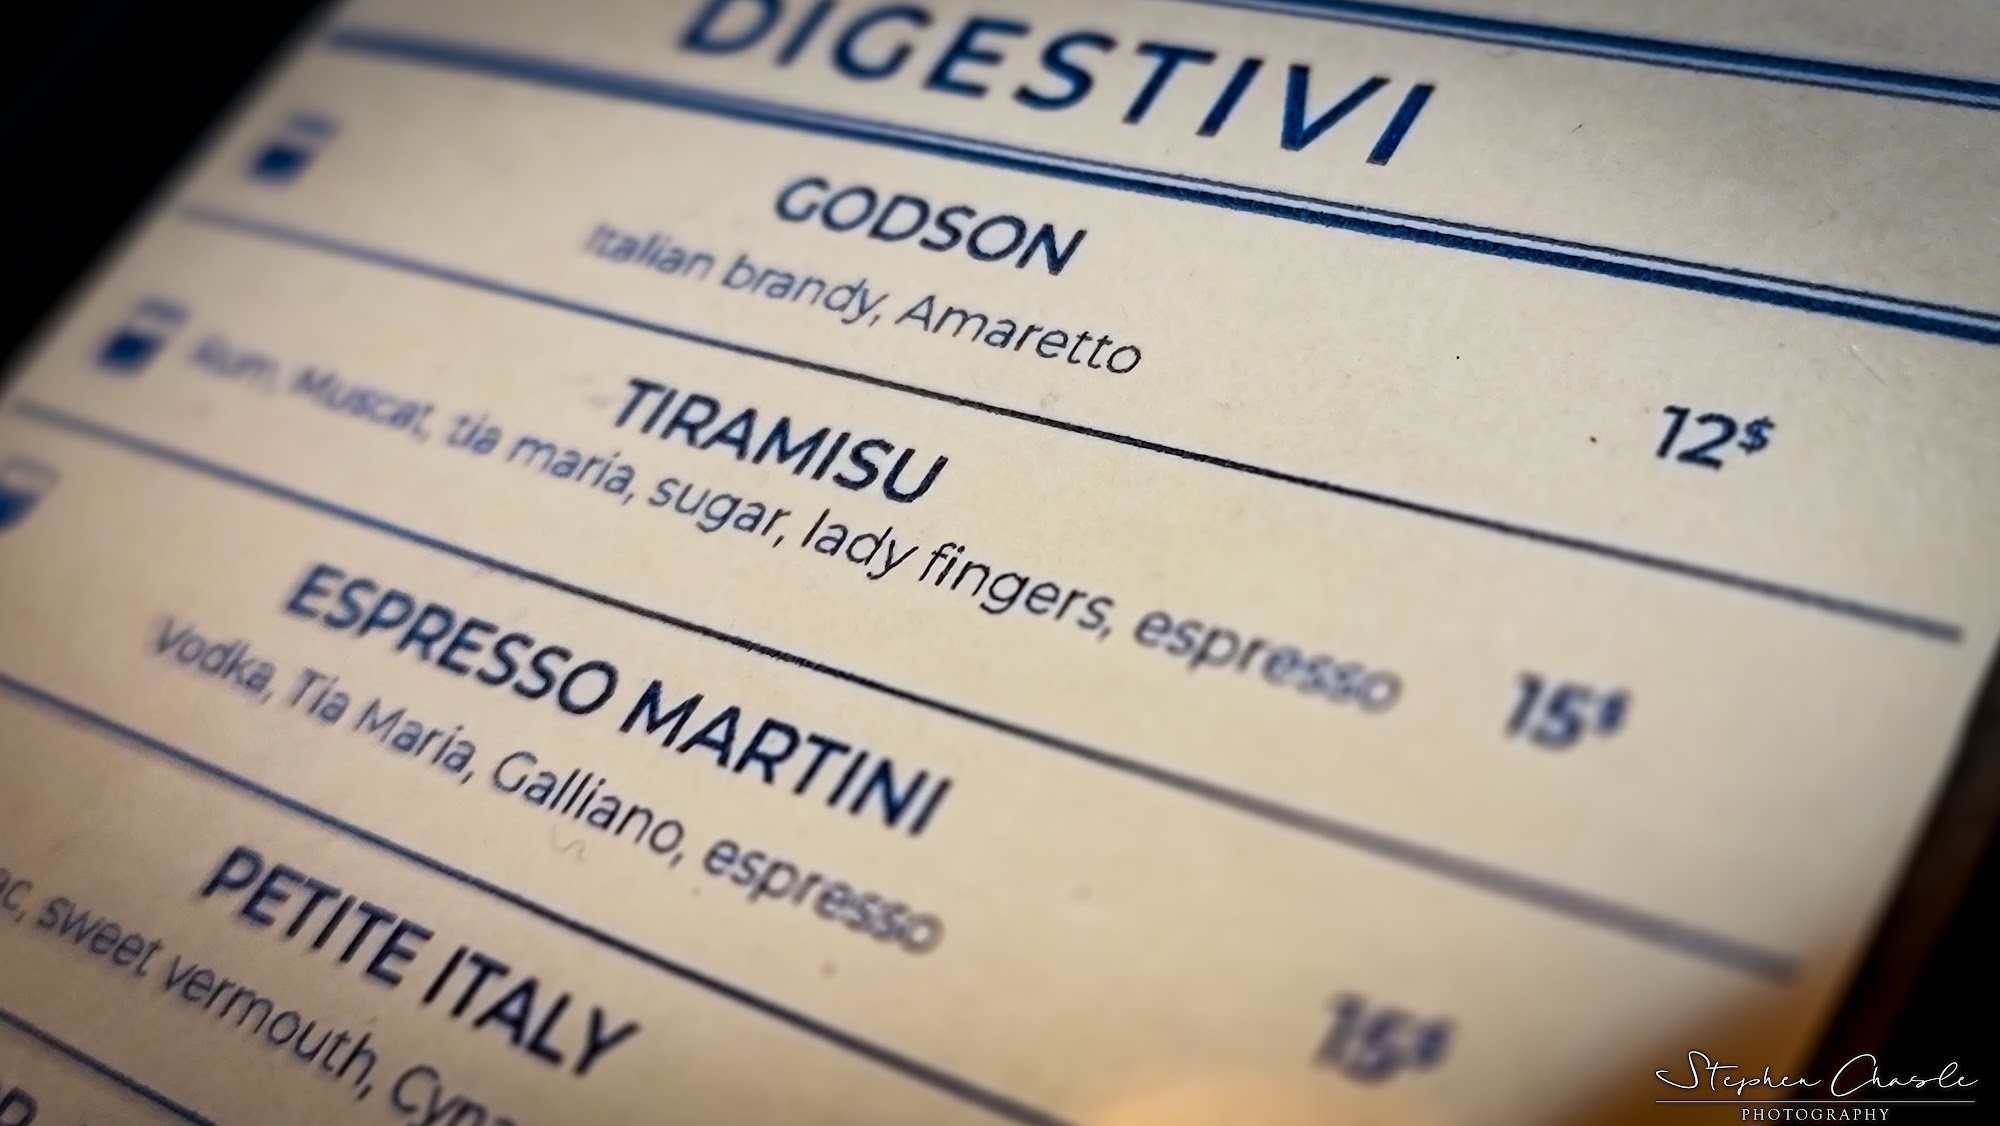 DIGESTIVI
GODSON
Italian brandy, Amaretto
12$
TIRAMISU
Rum, Muscat, tia maria, sugar, lady fingers, espresso
15$
ESPRESSO MARTINI
Vodka, Tia Maria, Galliano, espresso
15$
PETITE ITALY
sweet vermouth,
Stephen Chasle
PHOTOGRAPHY